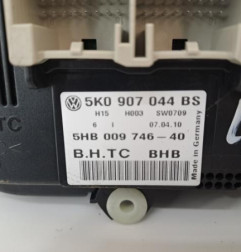 5K0 907 044 BS
H15 H003 SW0709
6 1 07.04.10
5HB 009 746-40
B.H.TC BHB
Made in Germany
TC